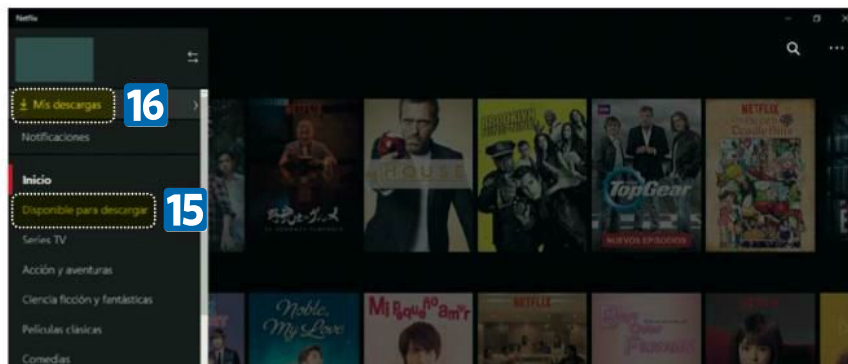 Netflix
Mis descargas
16
Notificaciones
Inicio
Disponible para descargar
15
Series TV
Acción y aventuras
Ciencia ficción y fantásticas
Películas clásicas
Comedias
HOUSE
BROOKLYN
TopGear
NUEVOS EPISODIOS
NETFLIX
Noble,
My Love
Mi pequeño amor
NETFLIX
NETFLIX